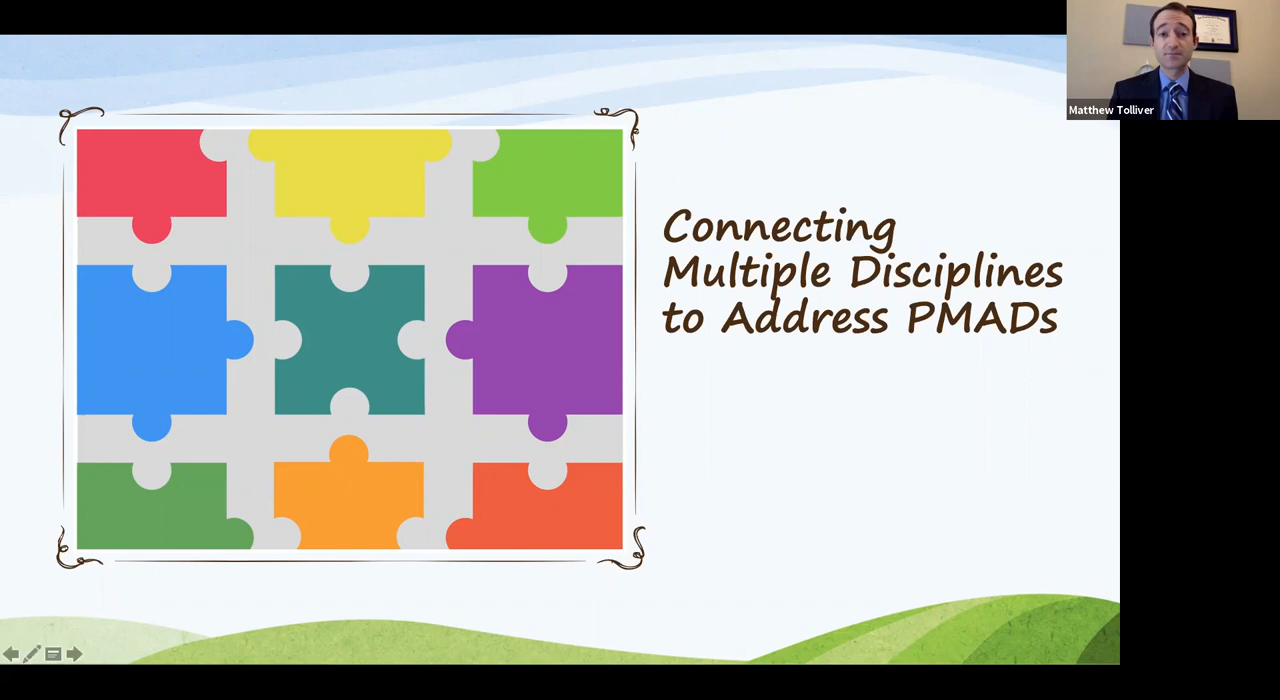 Matthew Tolliver
Connecting
Multiple Disciplines
to Address PMADs